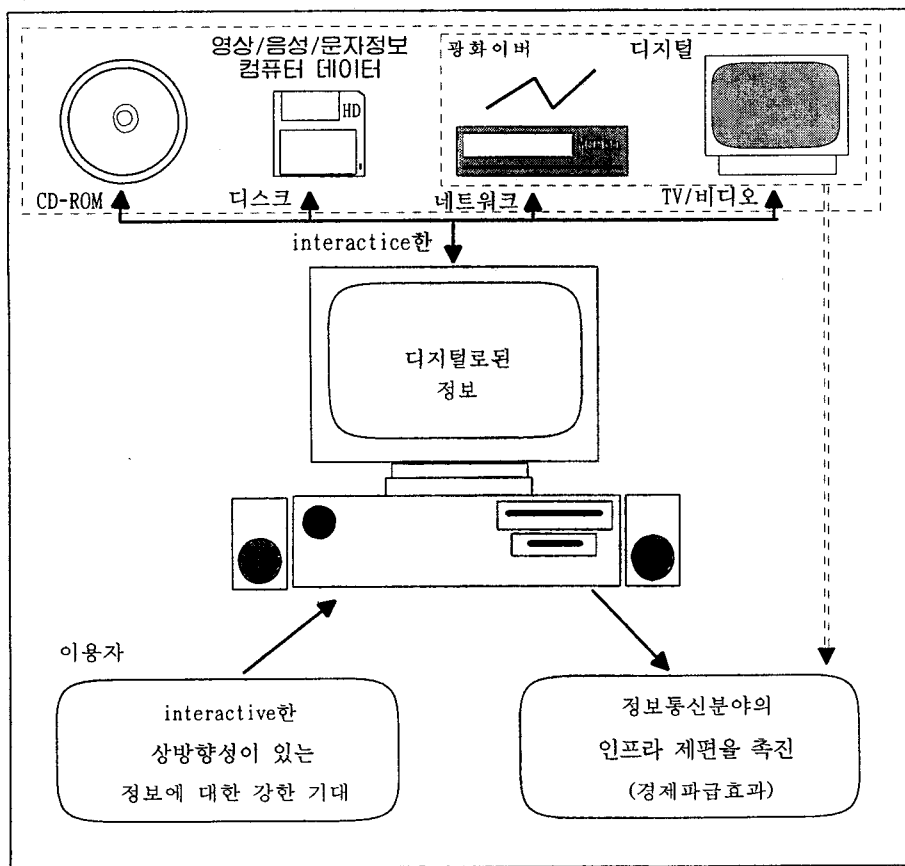 영상/음성/문자정보
컴퓨터 데이터
광화이버
디지털
HD
CD-ROM
디스크
네트워크
TV/비디오
interactice한
디지털로된
정보
이용자
interactive한
상방향성이 있는
정보에 대한 강한 기대
정보통신분야의
인프라 제편을 촉진
(경제파급효과)